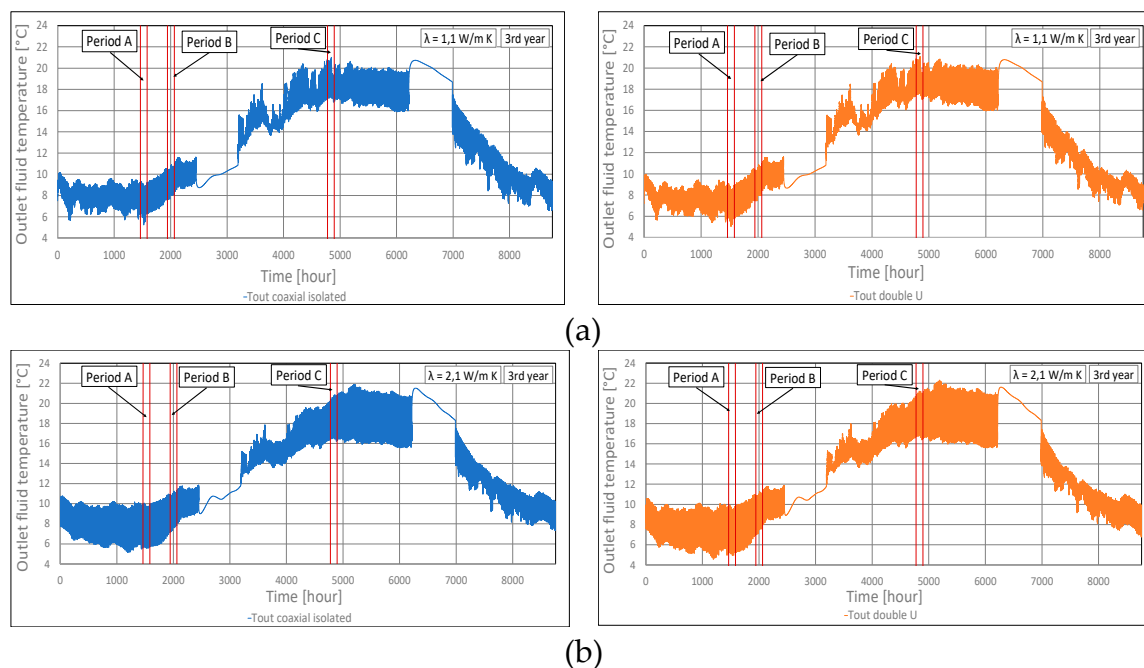 Outlet fluid temperature [°C]
24
22
20
18
16
14
12
10
8
6
4
Period A
Period B
Period C
λ = 1,1 W/m K
3rd year
0 1000 2000 3000 4000 5000 6000 7000 8000
Time [hour]
-Tout coaxial isolated
Outlet fluid temperature [°C]
24
22
20
18
16
14
12
10
8
6
4
Period A
Period B
Period C
λ = 1,1 W/m K
3rd year
0 1000 2000 3000 4000 5000 6000 7000 8000
Time [hour]
-Tout double U
(a)
Outlet fluid temperature [°C]
24
22
20
18
16
14
12
10
8
6
4
Period A
Period B
Period C
λ = 2,1 W/m K
3rd year
0 1000 2000 3000 4000 5000 6000 7000 8000
Time [hour]
-Tout coaxial isolated
Outlet fluid temperature [°C]
24
22
20
18
16
14
12
10
8
6
4
Period A
Period B
Period C
λ = 2,1 W/m K
3rd year
0 1000 2000 3000 4000 5000 6000 7000 8000
Time [hour]
-Tout double U
(b)